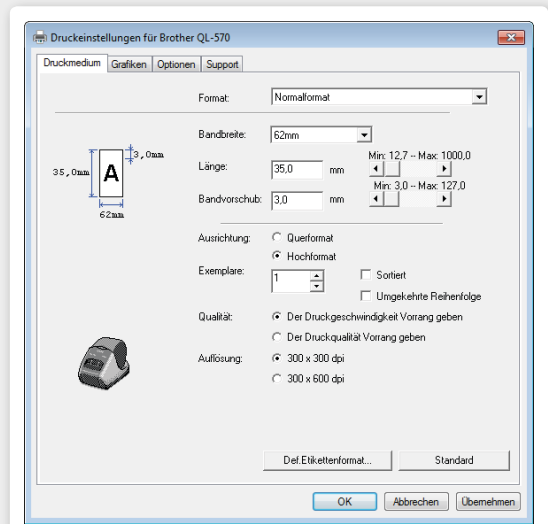 Druckeinstellungen für Brother QL-570
Druckmedium Grafiken Optionen Support
Format: Normalformat
Bandbreite: 62mm
Länge: 35,0 mm Min: 12,7 -- Max: 1000,0
Bandvorschub: 3,0 mm Min: 3,0 -- Max: 127,0
3,0mm
35,0mm
A
62mm
Ausrichtung: Querformat
Hochformat
Exemplare: 1 Sortiert
Umgekehrte Reihenfolge
Qualität: Der Druckgeschwindigkeit Vorrang geben
Der Druckqualität Vorrang geben
Auflösung: 300 x 300 dpi
300 x 600 dpi
Def.Etikettenformat... Standard
OK Abbrechen Übernehmen